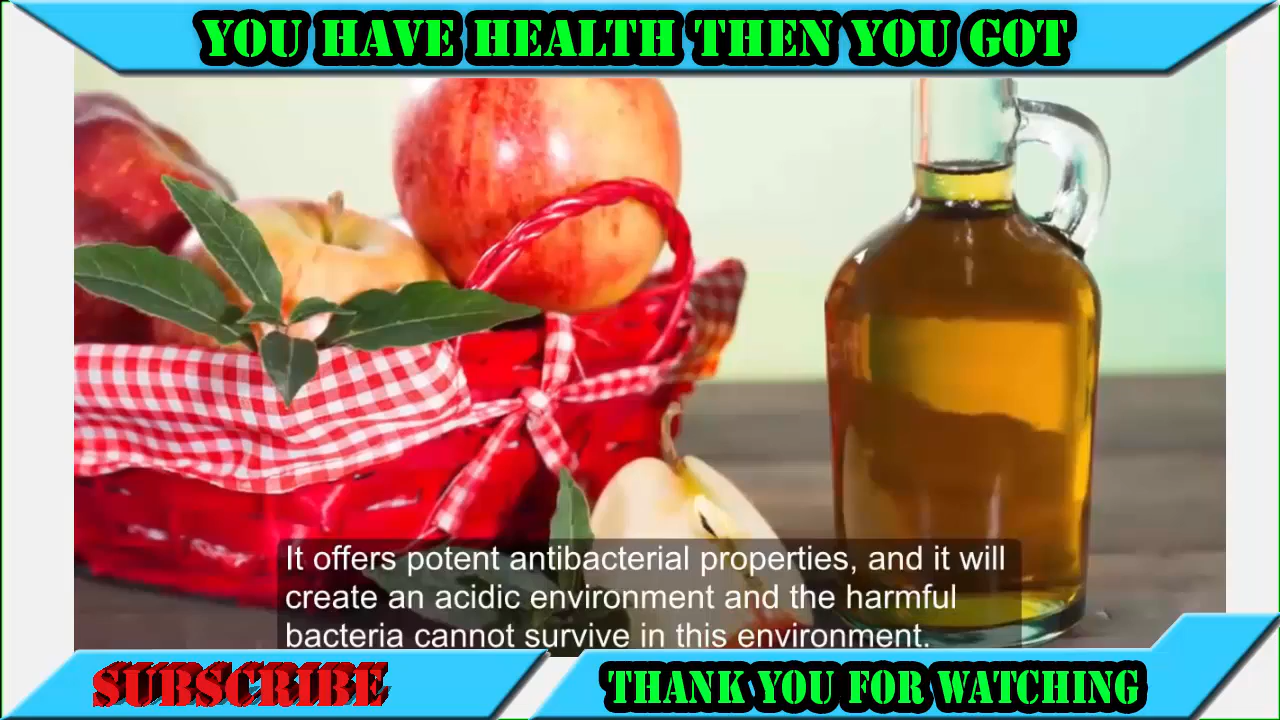 YOU HAVE HEALTH THEN YOU GOT
It offers potent antibacterial properties, and it will
create an acidic environment and the harmful
bacteria cannot survive in this environment.
SUBSCRIBE
THANK YOU FOR WATCHING